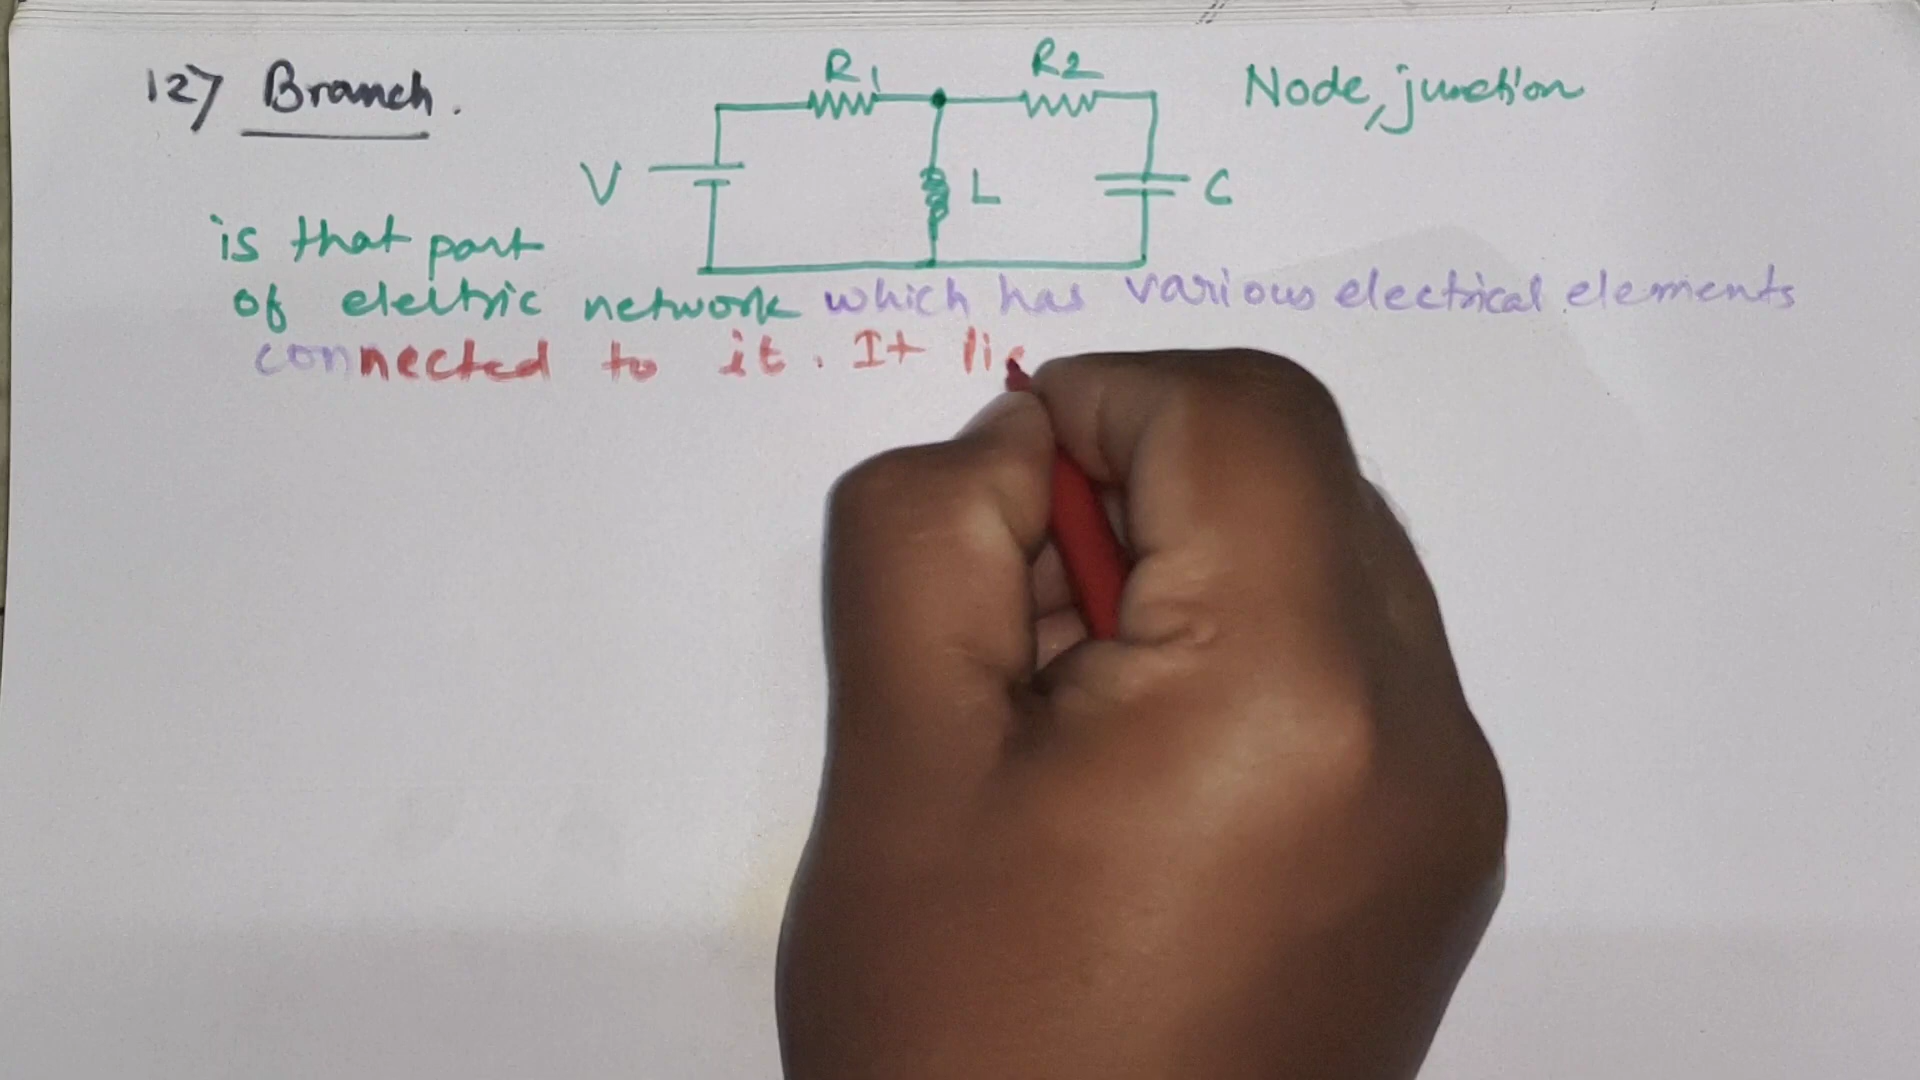 12) Branch.
R1 R2
Node, junction
V L C
is that part
of electric network which has various electrical elements
connected to it. It